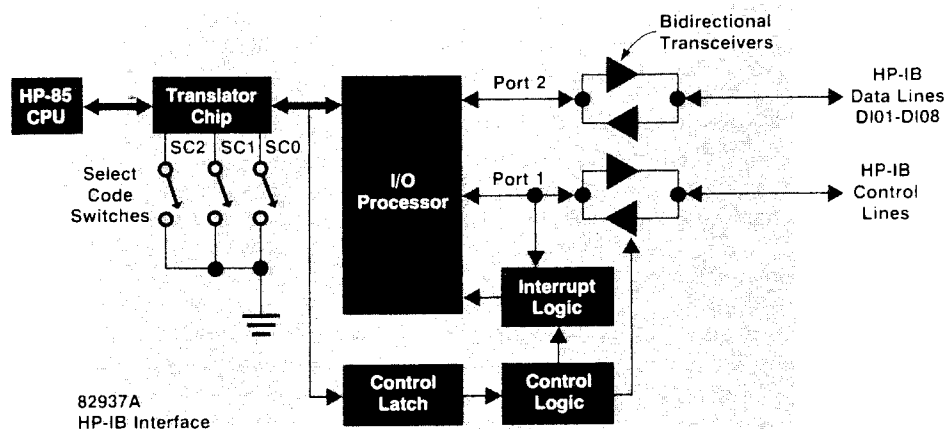 Bidirectional
Transceivers
HP-85
CPU
Translator
Chip
Port 2
HP-IB
Data Lines
DI01-DI08
SC2
SC1
SC0
Select
Code
Switches
I/O
Processor
Port 1
HP-IB
Control
Lines
Interrupt
Logic
Control
Latch
Control
Logic
82937A
HP-IB Interface